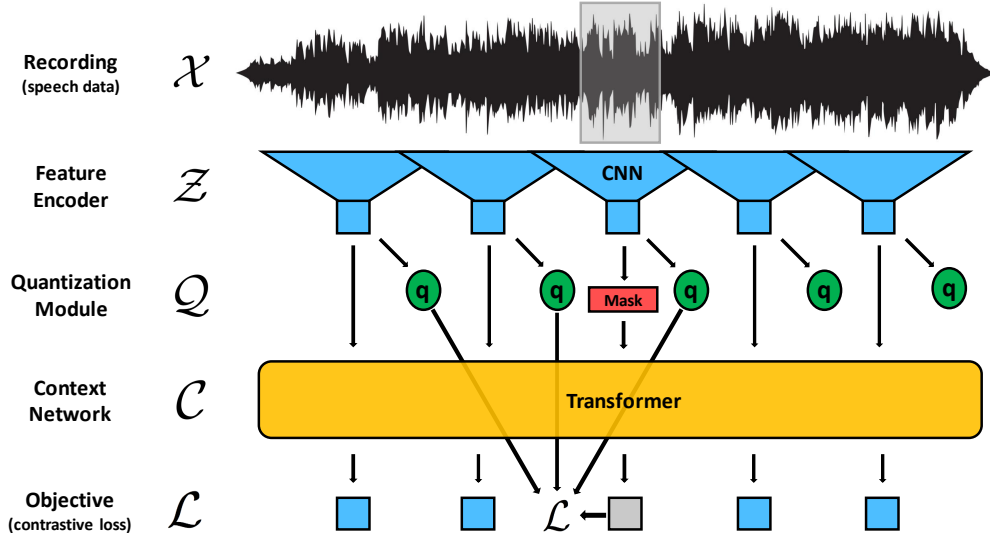 Recording
(speech data)
𝒳
Feature
Encoder
𝒵
CNN
Quantization
Module
𝒬
q
q
Mask
q
q
q
Context
Network
𝒞
Transformer
Objective
(contrastive loss)
ℒ
ℒ